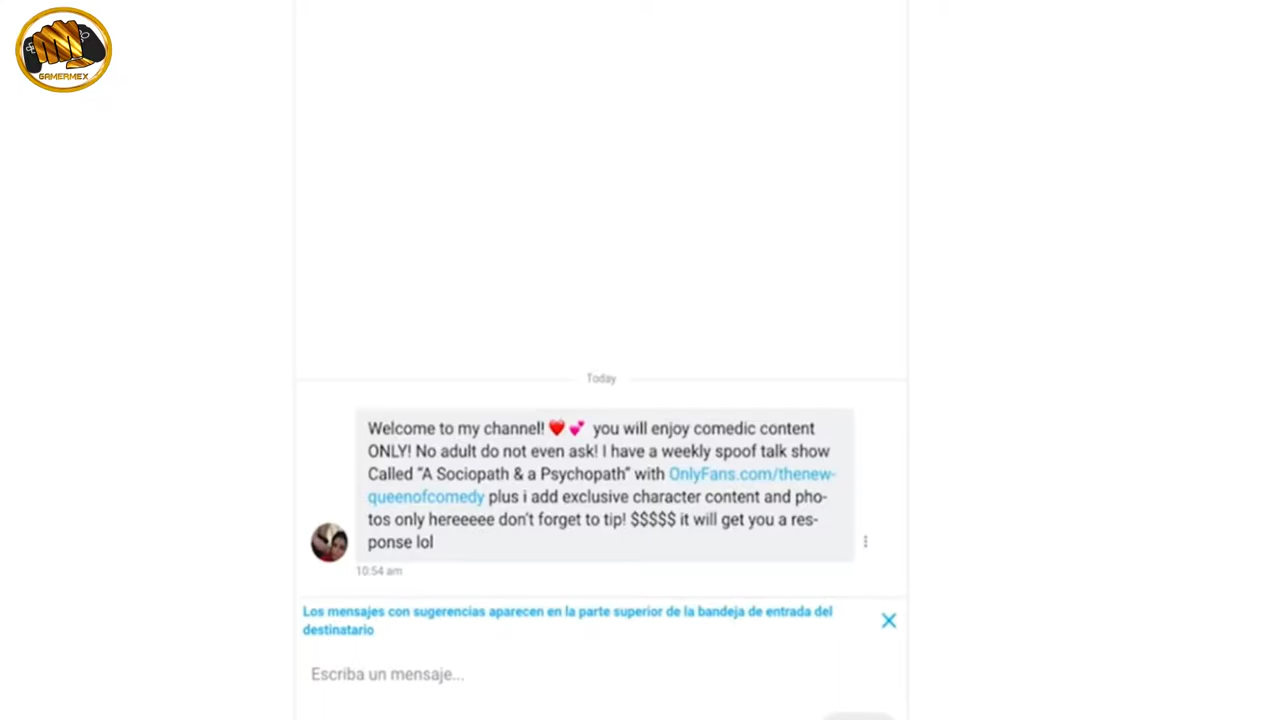 GAMERMEX
Today
Welcome to my channel! ❤️💕 you will enjoy comedic content
ONLY! No adult do not even ask! I have a weekly spoof talk show
Called "A Sociopath & a Psychopath" with OnlyFans.com/thenew-
queenofcomedy plus i add exclusive character content and pho-
tos only hereeeee don't forget to tip! $$$$$ it will get you a res-
ponse lol
10:54 am
Los mensajes con sugerencias aparecen en la parte superior de la bandeja de entrada del
destinatario
Escriba un mensaje...